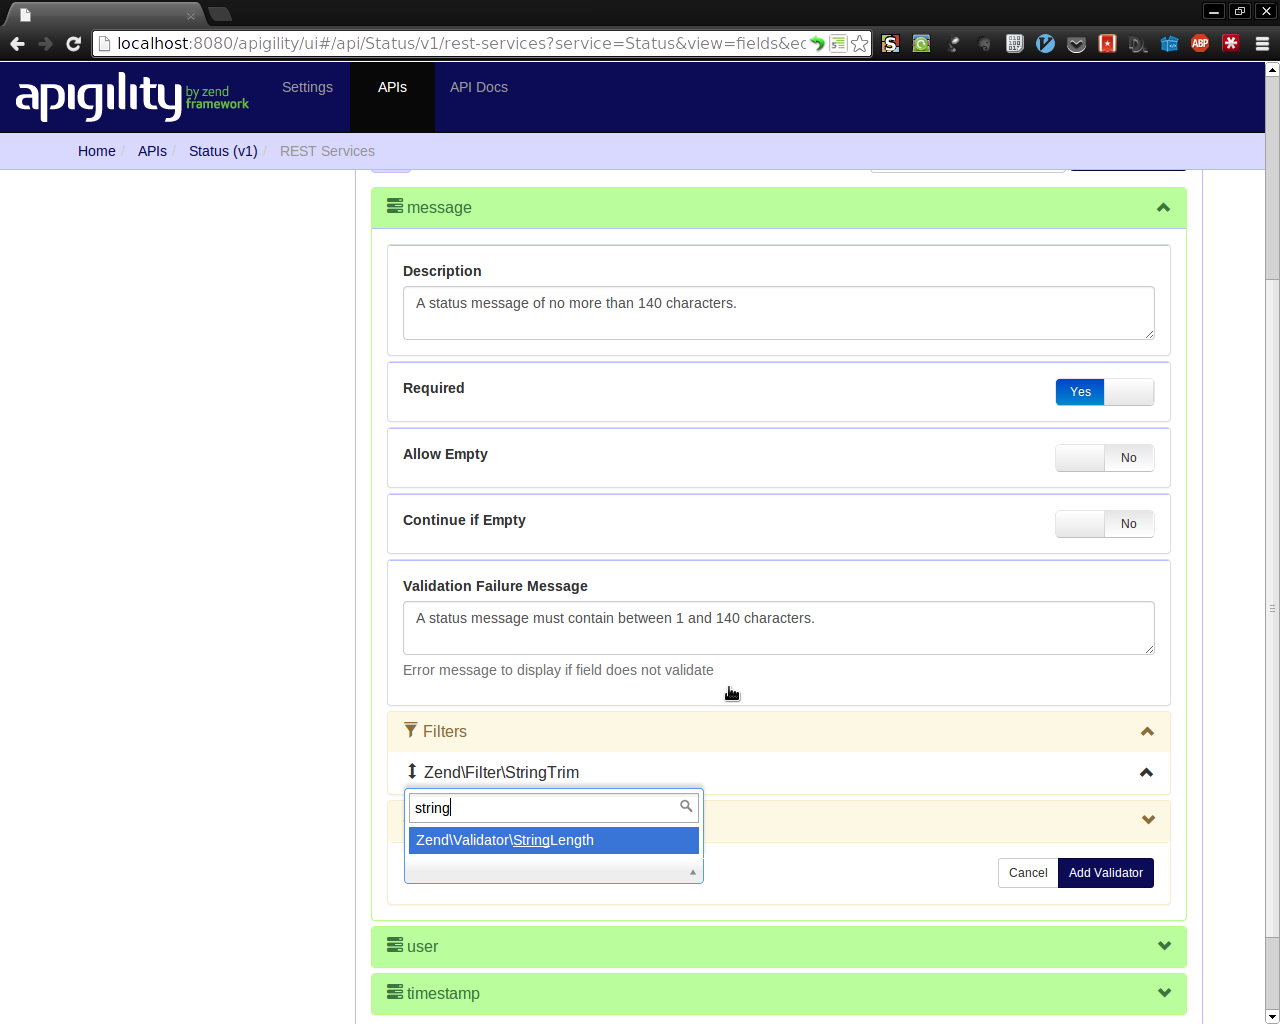 localhost:8080/apigility/ui#/api/Status/v1/rest-services?service=Status&view=fields&ec
apigility by zend framework
Settings
APIs
API Docs
Home / APIs / Status (v1) / REST Services
message
Description
A status message of no more than 140 characters.
Required
Yes
Allow Empty
No
Continue if Empty
No
Validation Failure Message
A status message must contain between 1 and 140 characters.
Error message to display if field does not validate
Filters
Zend\Filter\StringTrim
string
Zend\Validator\StringLength
Cancel
Add Validator
user
timestamp